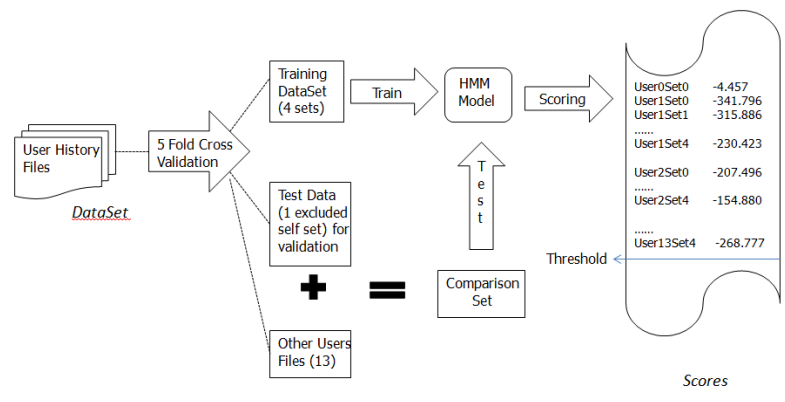 User History
Files
DataSet
5 Fold Cross
Validation
Training
DataSet
(4 sets)
Train
HMM
Model
Scoring
Test Data
(1 excluded
self set) for
validation
+
=
Other Users
Files (13)
Comparison
Set
T
e
s
t
User0Set0 -4.457
User1Set0 -341.796
User1Set1 -315.886
......
User1Set4 -230.423
User2Set0 -207.496
......
User2Set4 -154.880
......
User13Set4 -268.777
Threshold
Scores